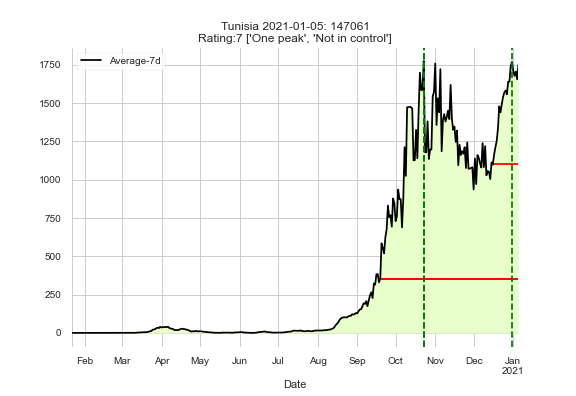 Tunisia 2021-01-05: 147061
Rating:7 ['One peak', 'Not in control']
Average-7d
1750
1500
1250
1000
750
500
250
0
Feb Mar Apr May Jun Jul Aug Sep Oct Nov Dec Jan
2021
Date